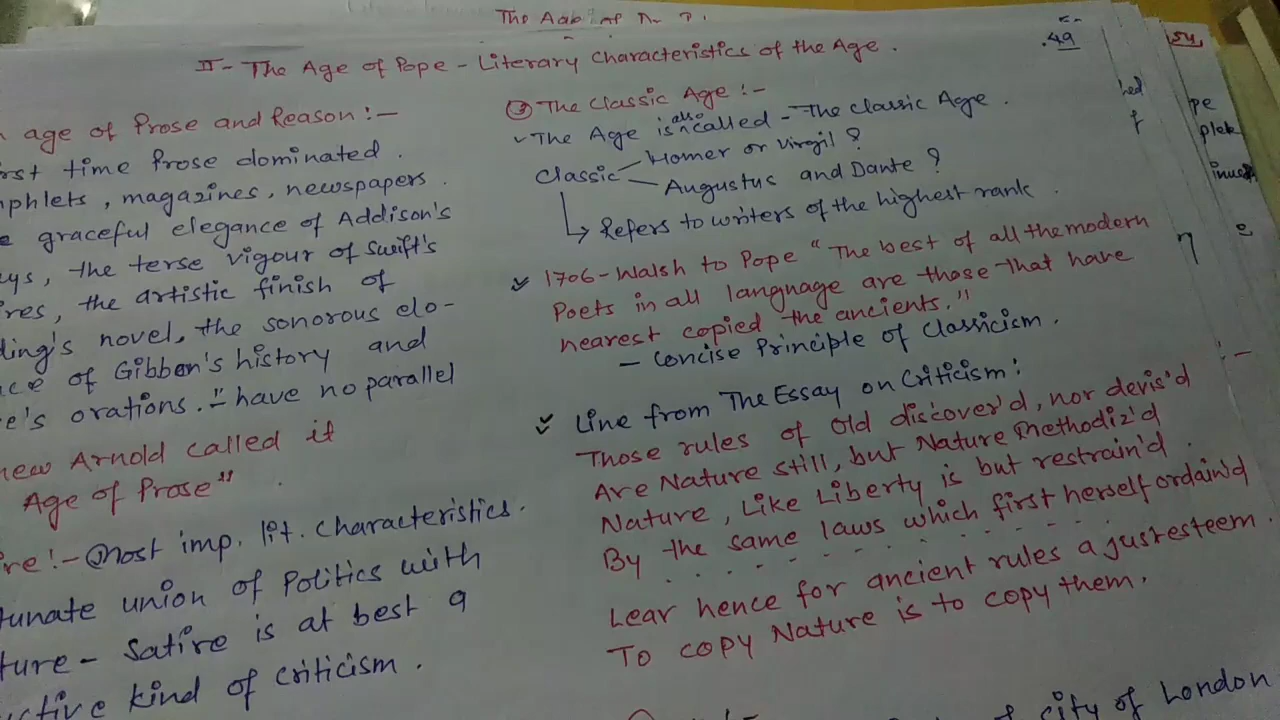 The
II- The Age of Pope - Literary Characteristics of the Age.
.49
54
age of Prose and Reason:-
time Prose dominated.
phlets, magazines, newspapers.
graceful elegance of Addison's
ys, the terse vigour of Swift's
res, the artistic finish of
ding's novel, the sonorous elo-
ce of Gibbon's history and
e's orations." - have no parallel
hew Arnold called it
Age of Prose"
re:- Most imp. lit. characteristics.
tunate union of Politics with
ture - Satire is at best a
ctive kind of criticism.
③ The Classic Age:-
The Age is also called - The Classic Age.
Classic - Homer or Virgil?
- Augustus and Dante?
↳ Refers to writers of the highest rank.
1706 - Walsh to Pope "The best of all the modern
Poets in all language are those that have
nearest copied the ancients."
- Concise Principle of Classicism.
Line from The Essay on Criticism:
Those rules of old discover'd, nor devis'd
Are Nature still, but Nature Methodiz'd
Nature, Like Liberty is but restrain'd.
By the same laws which first herself ordain'd
. . . . . . . . . . . .
Lear hence for ancient rules a just esteem.
To copy Nature is to copy them.
city of London
hed
f
pe
plek
inues
η
e